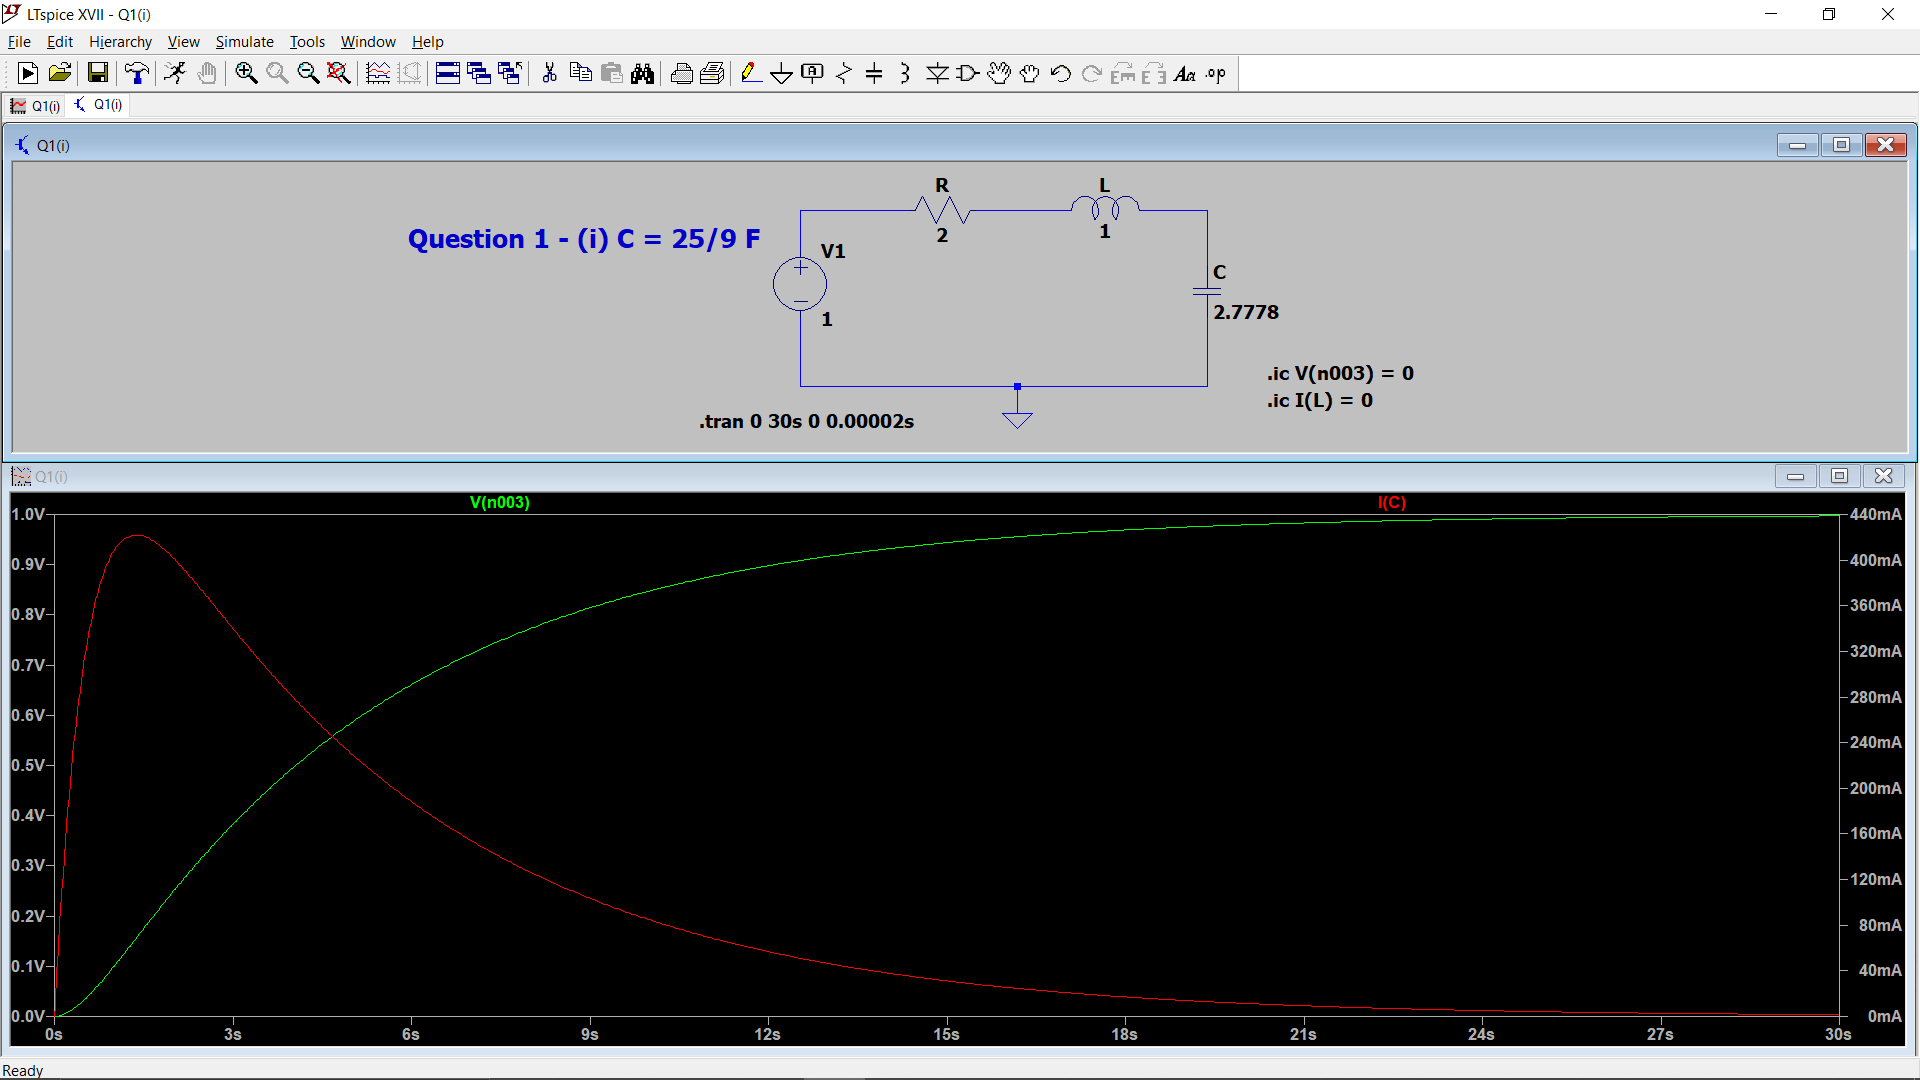 LTspice XVII - Q1(i)
File Edit Hierarchy View Simulate Tools Window Help
Aa .op
Q1(i) Q1(i)
Q1(i)
R
L
Question 1 - (i) C = 25/9 F
2
1
V1
C
1
2.7778
.ic V(n003) = 0
.ic I(L) = 0
.tran 0 30s 0 0.00002s
Q1(i)
V(n003) I(C)
1.0V 440mA
0.9V 400mA
0.8V 360mA
0.7V 320mA
0.6V 280mA
0.5V 240mA
0.4V 200mA
0.3V 160mA
0.2V 120mA
0.1V 80mA
0.0V 40mA
0mA
0s 3s 6s 9s 12s 15s 18s 21s 24s 27s 30s
Ready